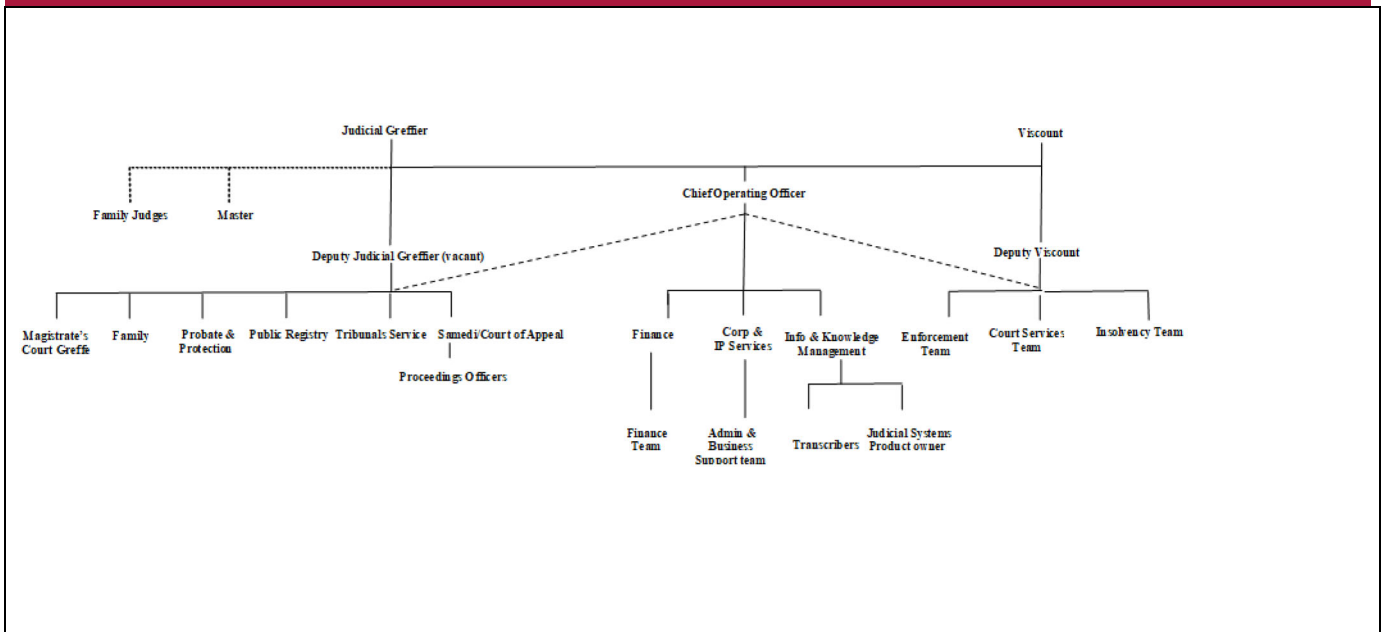 Judicial Greffier
Viscount
Chief Operating Officer
Family Judges
Master
Deputy Judicial Greffier (vacant)
Deputy Viscount
Magistrate's
Court Greffe
Family
Probate &
Protection
Public Registry
Tribunals Service
Samedi/Court of Appeal
Proceedings Officers
Finance
Corp &
IP Services
Info & Knowledge
Management
Enforcement
Team
Court Services
Team
Insolvency Team
Finance
Team
Admin &
Business
Support team
Transcribers
Judicial Systems
Product owner